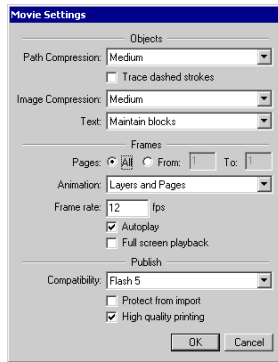 Movie Settings
Objects
Path Compression: Medium
Trace dashed strokes
Image Compression: Medium
Text: Maintain blocks
Frames
Pages: All From: 1 To: 1
Animation: Layers and Pages
Frame rate: 12 fps
Autoplay
Full screen playback
Publish
Compatibility: Flash 5
Protect from import
High quality printing
OK Cancel